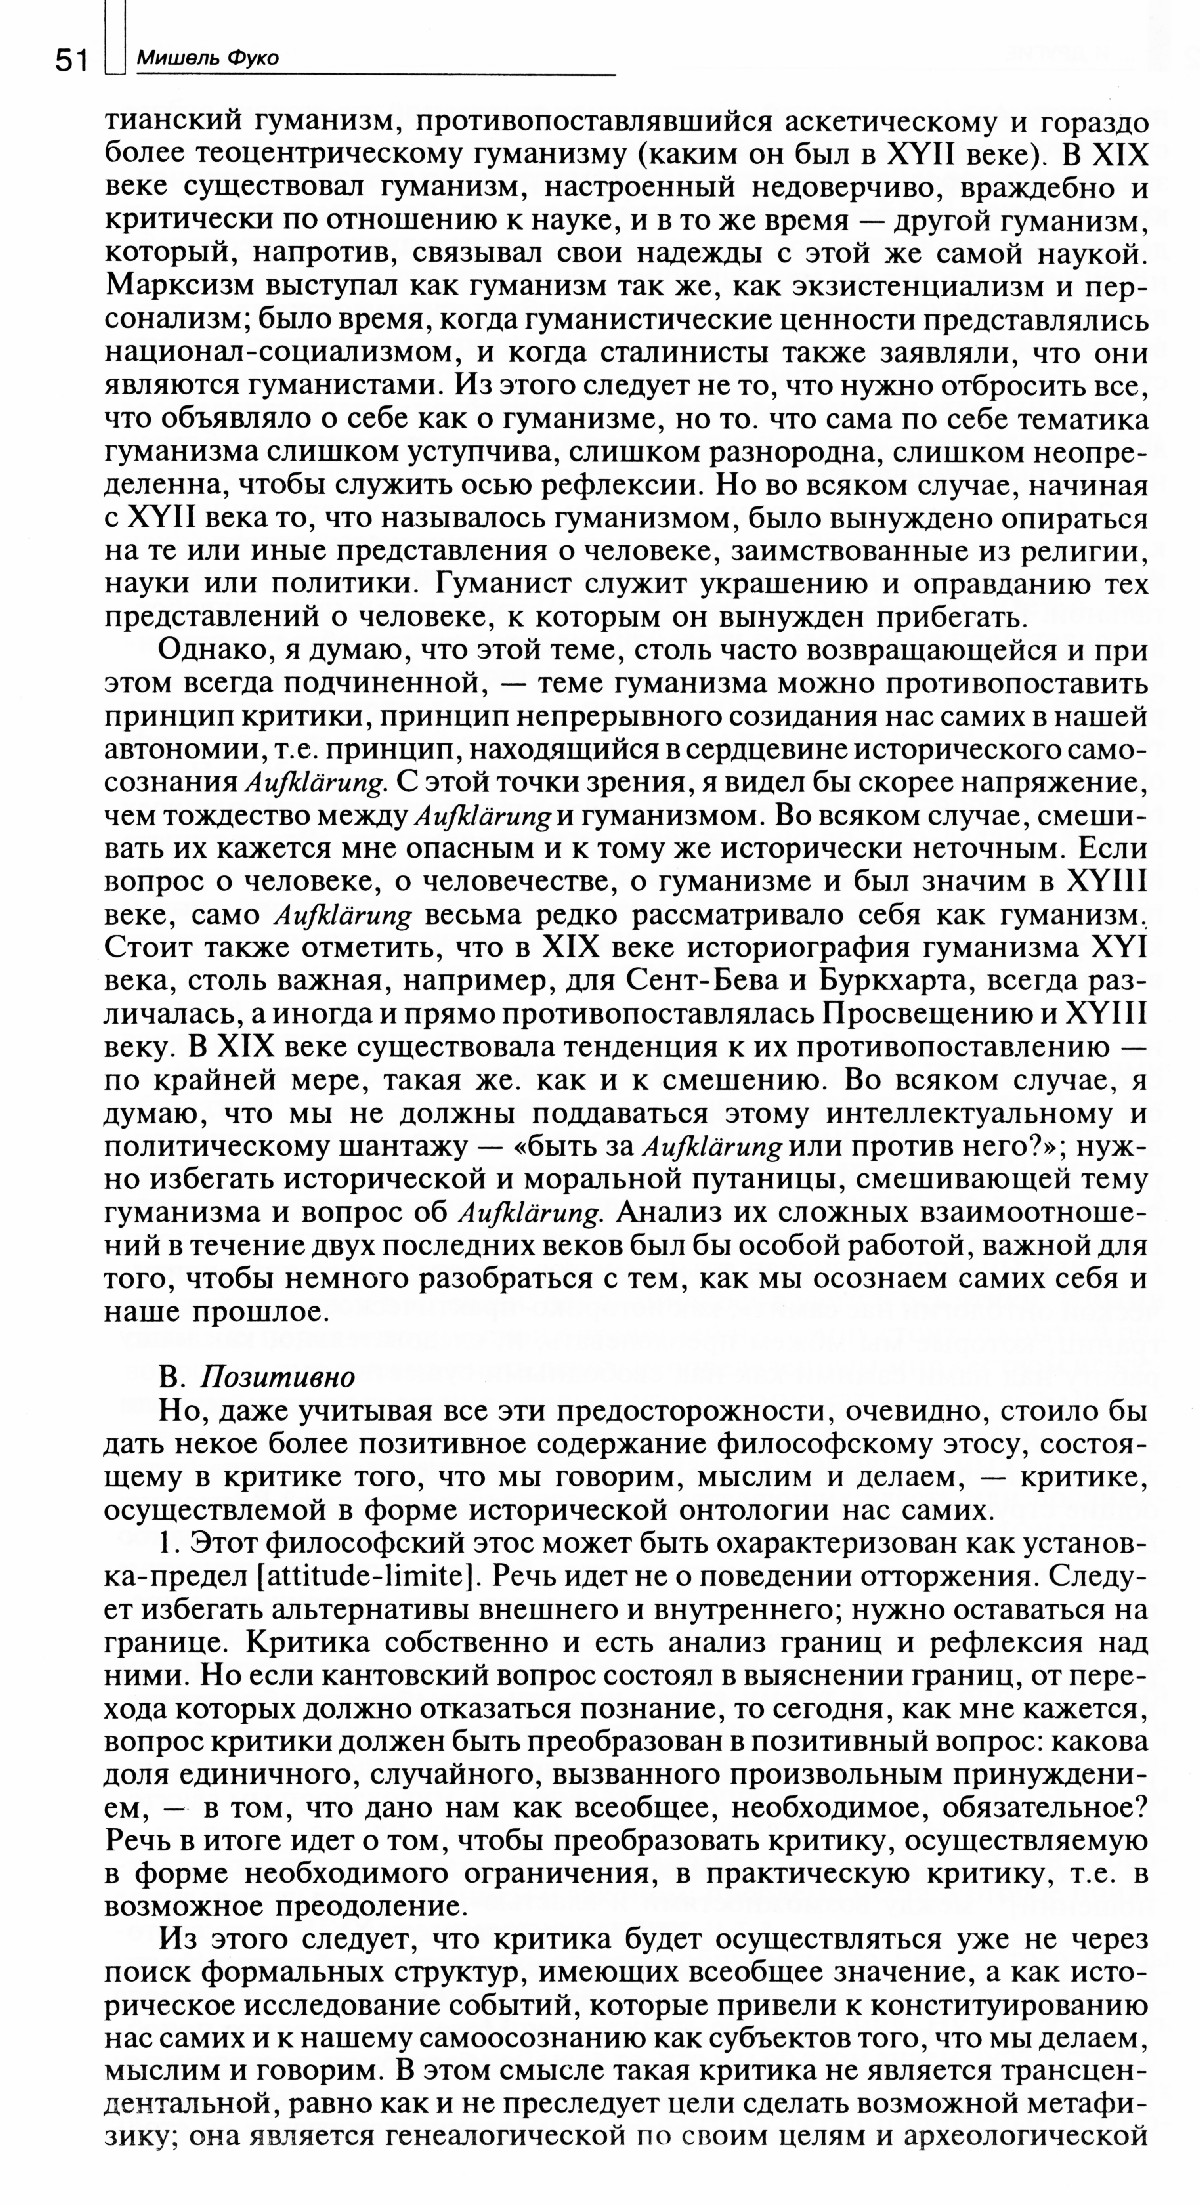 51
Мишель Фуко
тианский гуманизм, противопоставлявшийся аскетическому и гораздо
более теоцентрическому гуманизму (каким он был в XYII веке). В XIX
веке существовал гуманизм, настроенный недоверчиво, враждебно и
критически по отношению к науке, и в то же время — другой гуманизм,
который, напротив, связывал свои надежды с этой же самой наукой.
Марксизм выступал как гуманизм так же, как экзистенциализм и пер-
сонализм; было время, когда гуманистические ценности представлялись
национал-социализмом, и когда сталинисты также заявляли, что они
являются гуманистами. Из этого следует не то, что нужно отбросить все,
что объявляло о себе как о гуманизме, но то. что сама по себе тематика
гуманизма слишком уступчива, слишком разнородна, слишком неопре-
деленна, чтобы служить осью рефлексии. Но во всяком случае, начиная
с XYII века то, что называлось гуманизмом, было вынуждено опираться
на те или иные представления о человеке, заимствованные из религии,
науки или политики. Гуманист служит украшению и оправданию тех
представлений о человеке, к которым он вынужден прибегать.
Однако, я думаю, что этой теме, столь часто возвращающейся и при
этом всегда подчиненной, — теме гуманизма можно противопоставить
принцип критики, принцип непрерывного созидания нас самих в нашей
автономии, т.е. принцип, находящийся в сердцевине исторического само-
сознания Aufklärung. С этой точки зрения, я видел бы скорее напряжение,
чем тождество между Aufklärung и гуманизмом. Во всяком случае, смеши-
вать их кажется мне опасным и к тому же исторически неточным. Если
вопрос о человеке, о человечестве, о гуманизме и был значим в XYIII
веке, само Aufklärung весьма редко рассматривало себя как гуманизм.
Стоит также отметить, что в XIX веке историография гуманизма XYI
века, столь важная, например, для Сент-Бева и Буркхарта, всегда раз-
личалась, а иногда и прямо противопоставлялась Просвещению и XYIII
веку. В XIX веке существовала тенденция к их противопоставлению —
по крайней мере, такая же. как и к смешению. Во всяком случае, я
думаю, что мы не должны поддаваться этому интеллектуальному и
политическому шантажу — «быть за Aufklärung или против него?»; нуж-
но избегать исторической и моральной путаницы, смешивающей тему
гуманизма и вопрос об Aufklärung. Анализ их сложных взаимоотноше-
ний в течение двух последних веков был бы особой работой, важной для
того, чтобы немного разобраться с тем, как мы осознаем самих себя и
наше прошлое.
В. Позитивно
Но, даже учитывая все эти предосторожности, очевидно, стоило бы
дать некое более позитивное содержание философскому этосу, состоя-
щему в критике того, что мы говорим, мыслим и делаем, — критике,
осуществлемой в форме исторической онтологии нас самих.
1. Этот философский этос может быть охарактеризован как установ-
ка-предел [attitude-limite]. Речь идет не о поведении отторжения. Следу-
ет избегать альтернативы внешнего и внутреннего; нужно оставаться на
границе. Критика собственно и есть анализ границ и рефлексия над
ними. Но если кантовский вопрос состоял в выяснении границ, от пере-
хода которых должно отказаться познание, то сегодня, как мне кажется,
вопрос критики должен быть преобразован в позитивный вопрос: какова
доля единичного, случайного, вызванного произвольным принуждени-
ем, — в том, что дано нам как всеобщее, необходимое, обязательное?
Речь в итоге идет о том, чтобы преобразовать критику, осуществляемую
в форме необходимого ограничения, в практическую критику, т.е. в
возможное преодоление.
Из этого следует, что критика будет осуществляться уже не через
поиск формальных структур, имеющих всеобщее значение, а как исто-
рическое исследование событий, которые привели к конституированию
нас самих и к нашему самоосознанию как субъектов того, что мы делаем,
мыслим и говорим. В этом смысле такая критика не является трансцен-
дентальной, равно как и не преследует цели сделать возможной метафи-
зику; она является генеалогической по своим целям и археологической